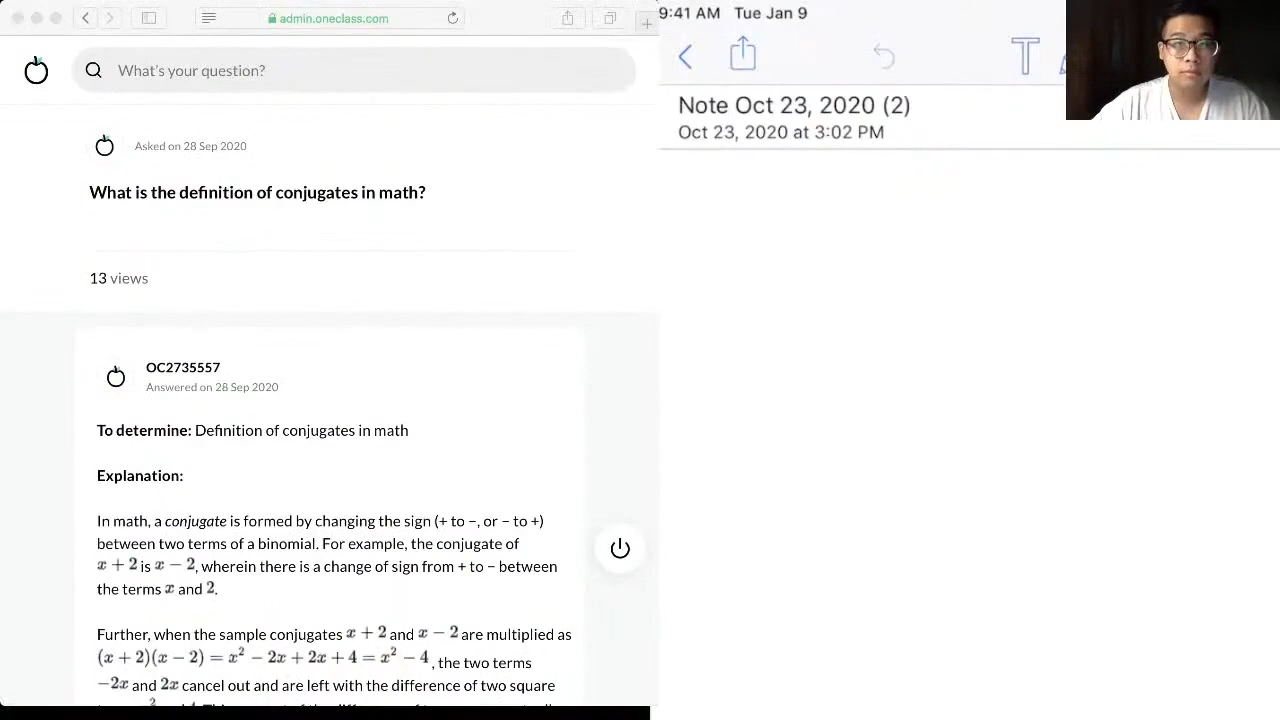 admin.oneclass.com
What's your question?
Asked on 28 Sep 2020
What is the definition of conjugates in math?
13 views
OC2735557
Answered on 28 Sep 2020
To determine: Definition of conjugates in math
Explanation:
In math, a conjugate is formed by changing the sign (+ to −, or − to +)
between two terms of a binomial. For example, the conjugate of
x + 2 is x − 2, wherein there is a change of sign from + to − between
the terms x and 2.
Further, when the sample conjugates x + 2 and x − 2 are multiplied as
(x + 2)(x − 2) = x² − 2x + 2x + 4 = x² − 4, the two terms
−2x and 2x cancel out and are left with the difference of two square
9:41 AM Tue Jan 9
T
Note Oct 23, 2020 (2)
Oct 23, 2020 at 3:02 PM